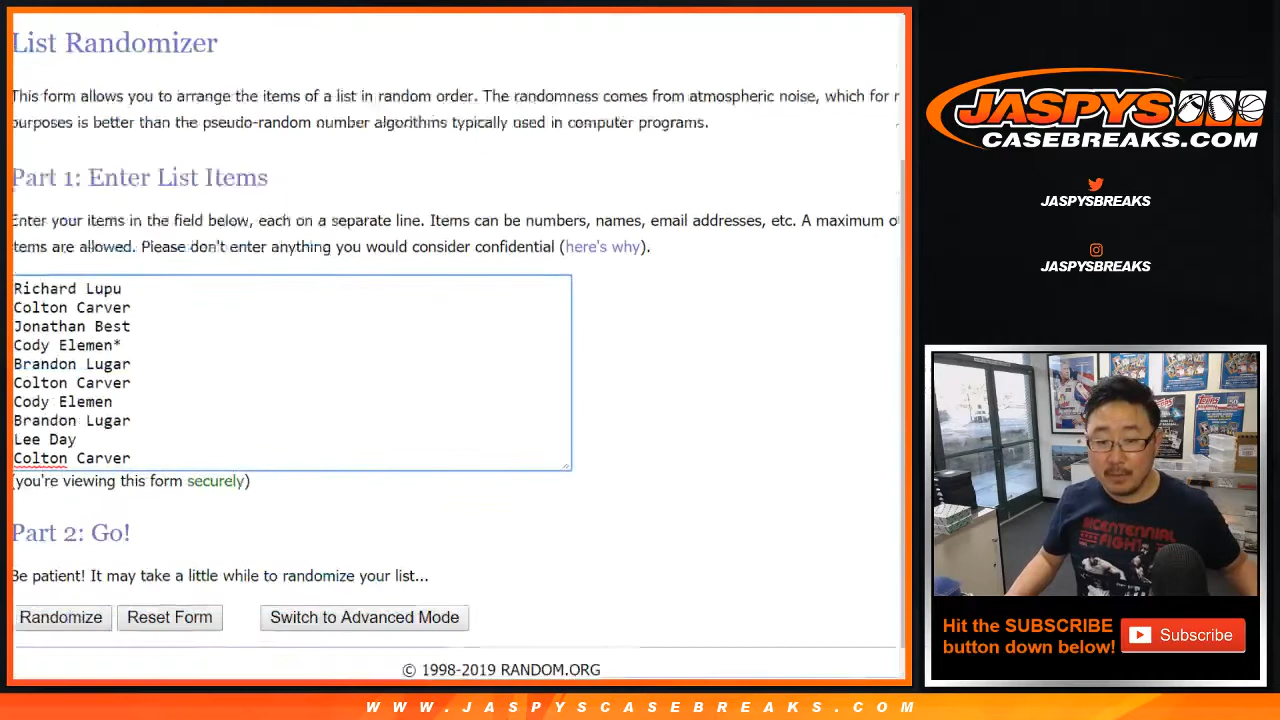 List Randomizer
This form allows you to arrange the items of a list in random order. The randomness comes from atmospheric noise, which for
purposes is better than the pseudo-random number algorithms typically used in computer programs.
Part 1: Enter List Items
Enter your items in the field below, each on a separate line. Items can be numbers, names, email addresses, etc. A maximum
items are allowed. Please don't enter anything you would consider confidential (here's why).
Richard Lupu
Colton Carver
Jonathan Best
Cody Elemen*
Brandon Lugar
Colton Carver
Cody Elemen
Brandon Lugar
Lee Day
Colton Carver
(you're viewing this form securely)
Part 2: Go!
Be patient! It may take a little while to randomize your list...
Randomize Reset Form Switch to Advanced Mode
© 1998-2019 RANDOM.ORG
JASPYS
CASEBREAKS.COM
JASPYSBREAKS
JASPYSBREAKS
BICENTENNIAL
FIGHT
Hit the SUBSCRIBE
button down below!
Subscribe
WWW.JASPYSCASEBREAKS.COM